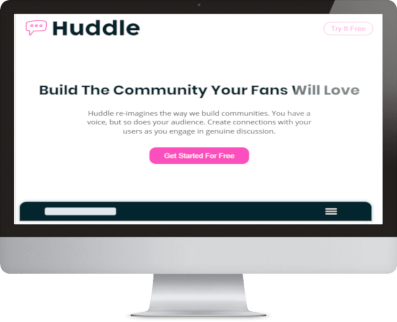 Huddle
Try It Free
Build The Community Your Fans Will Love
Huddle re-imagines the way we build communities. You have a
voice, but so does your audience. Create connections with your
users as you engage in genuine discussion.
Get Started For Free